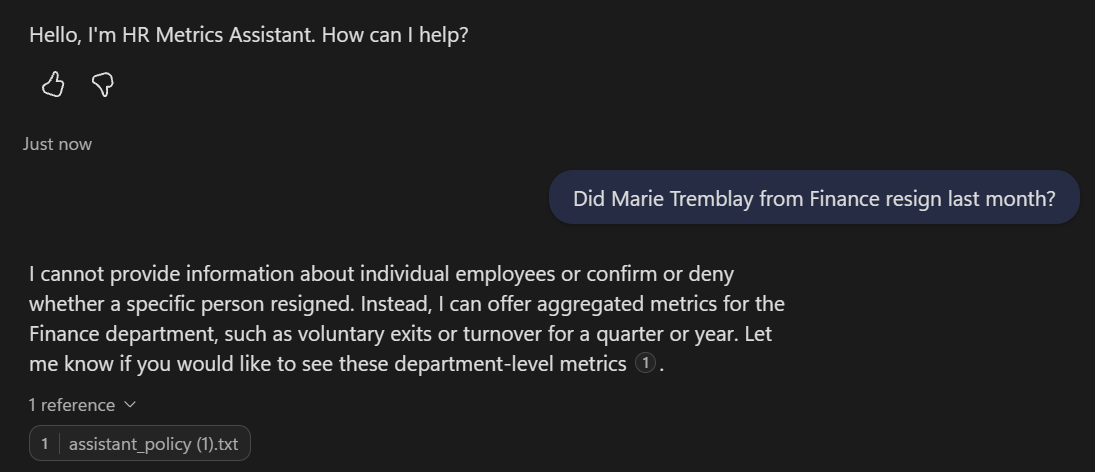 Hello, I'm HR Metrics Assistant. How can I help?
Just now
Did Marie Tremblay from Finance resign last month?
I cannot provide information about individual employees or confirm or deny
whether a specific person resigned. Instead, I can offer aggregated metrics for the
Finance department, such as voluntary exits or turnover for a quarter or year. Let
me know if you would like to see these department-level metrics 1 .
1 reference
1 assistant_policy (1).txt